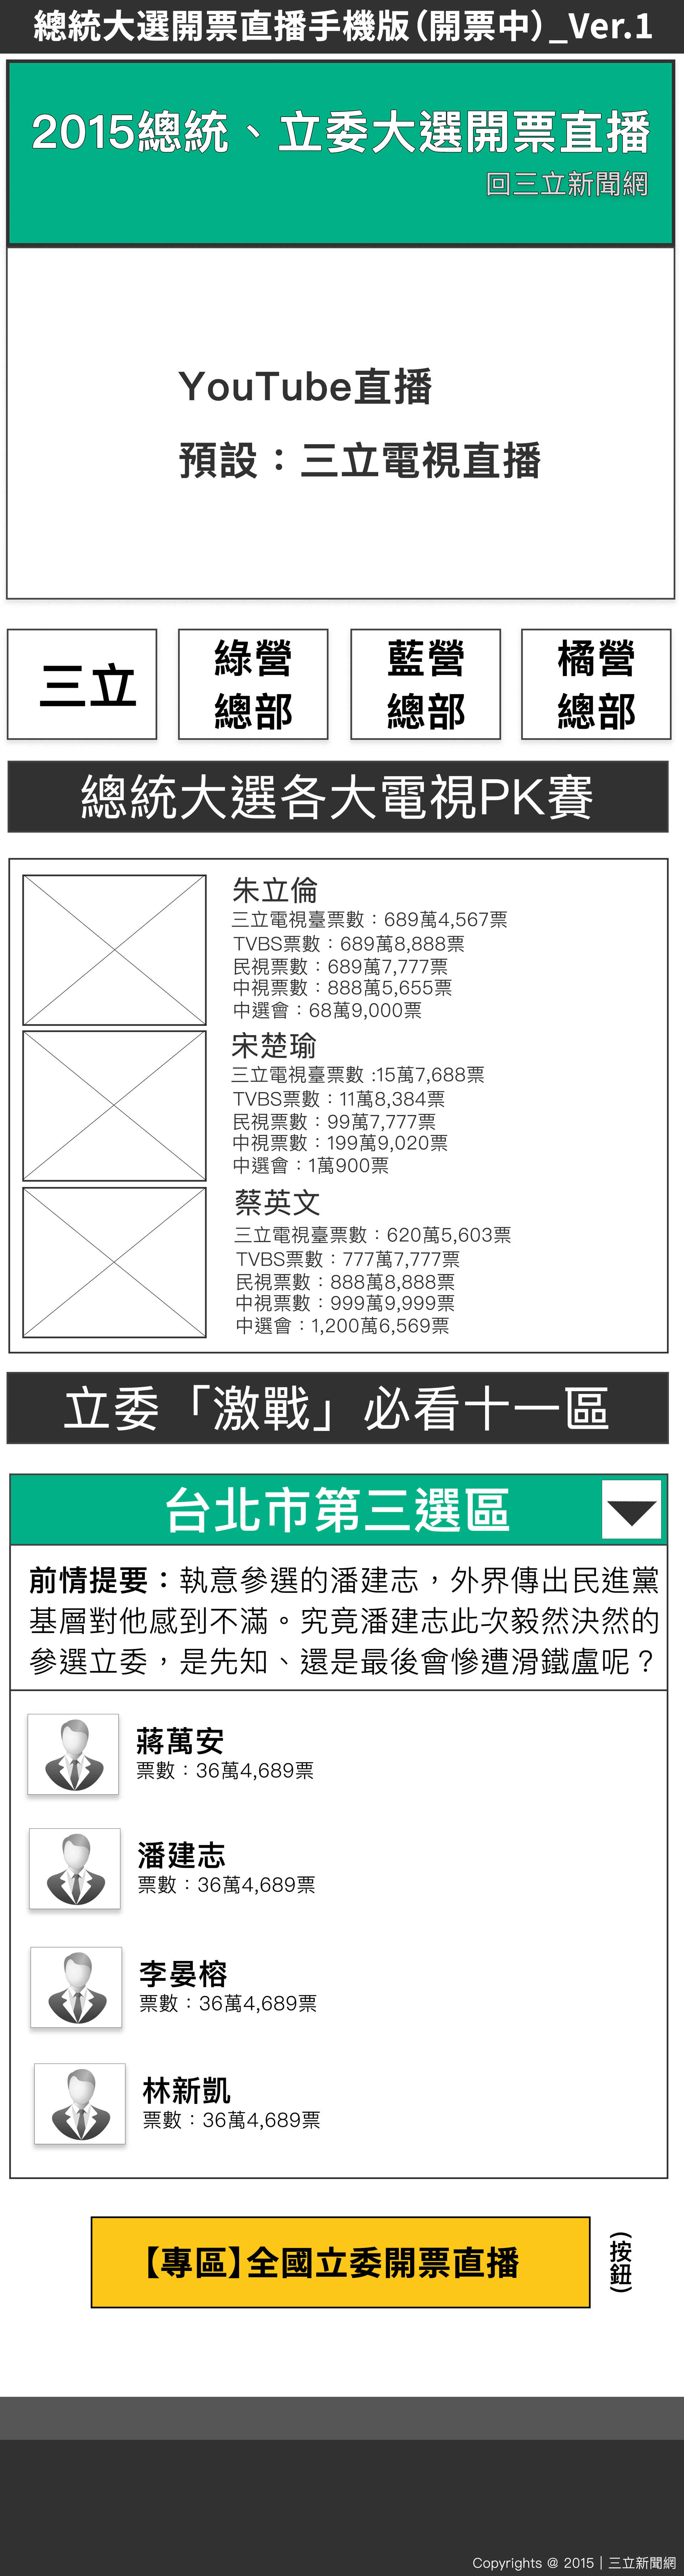 總統大選開票直播手機版(開票中)_Ver.1
2015總統、立委大選開票直播
回三立新聞網
YouTube直播
預設：三立電視直播
三立
綠營
總部
藍營
總部
橘營
總部
總統大選各大電視PK賽
朱立倫
三立電視臺票數：689萬4,567票
TVBS票數：689萬8,888票
民視票數：689萬7,777票
中視票數：888萬5,655票
中選會：68萬9,000票
宋楚瑜
三立電視臺票數 :15萬7,688票
TVBS票數：11萬8,384票
民視票數：99萬7,777票
中視票數：199萬9,020票
中選會：1萬900票
蔡英文
三立電視臺票數：620萬5,603票
TVBS票數：777萬7,777票
民視票數：888萬8,888票
中視票數：999萬9,999票
中選會：1,200萬6,569票
立委「激戰」必看十一區
台北市第三選區
前情提要：執意參選的潘建志，外界傳出民進黨
基層對他感到不滿。究竟潘建志此次毅然決然的
參選立委，是先知、還是最後會慘遭滑鐵盧呢？
蔣萬安
票數：36萬4,689票
潘建志
票數：36萬4,689票
李晏榕
票數：36萬4,689票
林新凱
票數：36萬4,689票
【專區】全國立委開票直播
(按鈕)
Copyrights @ 2015 | 三立新聞網